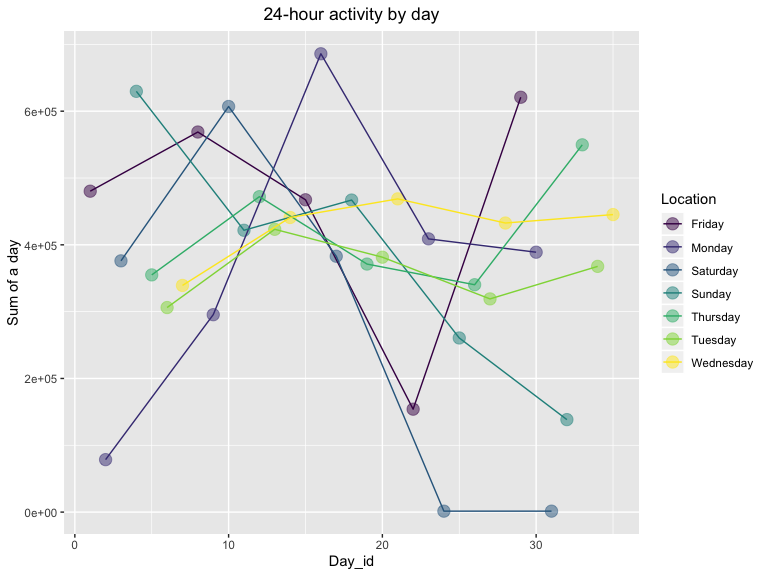 24-hour activity by day
Sum of a day
6e+05
4e+05
2e+05
0e+00
0
10
20
30
Day_id
Location
Friday
Monday
Saturday
Sunday
Thursday
Tuesday
Wednesday